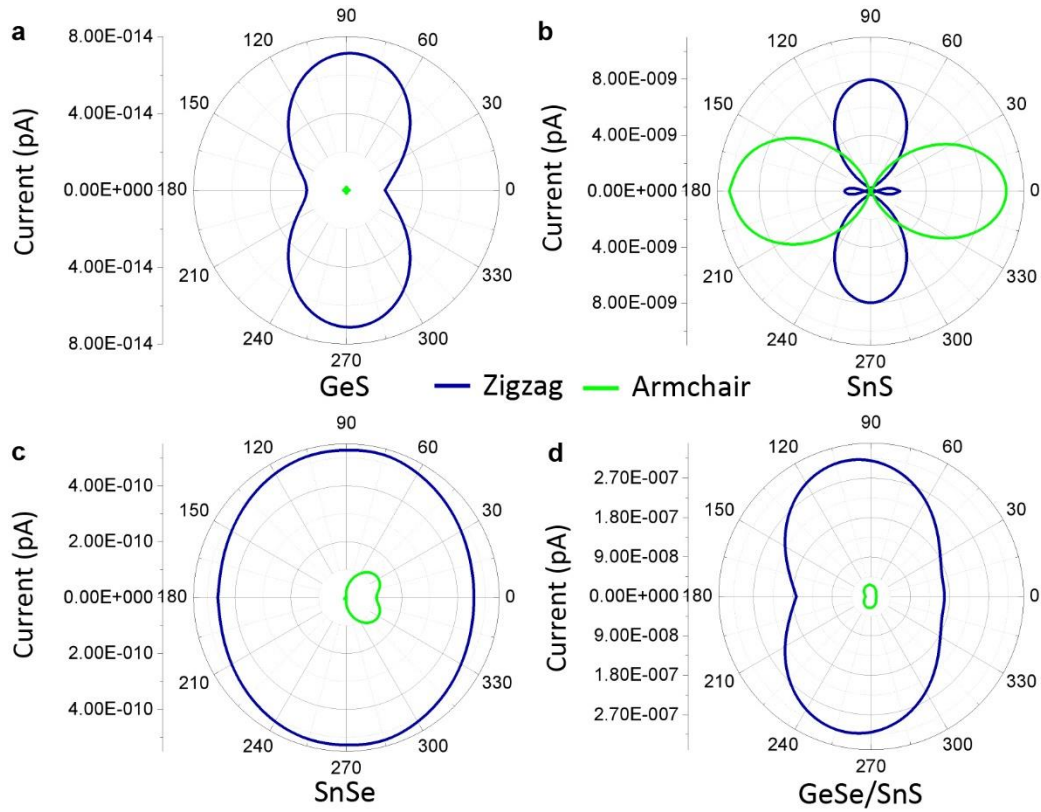 a
Current (pA)
8.00E-014
4.00E-014
0.00E+000
4.00E-014
8.00E-014
90
120
60
150
30
180
0
210
330
240
300
270
GeS
b
Current (pA)
8.00E-009
4.00E-009
0.00E+000
4.00E-009
8.00E-009
90
120
60
150
30
180
0
210
330
240
300
270
SnS
Zigzag
Armchair
c
Current (pA)
4.00E-010
2.00E-010
0.00E+000
2.00E-010
4.00E-010
90
120
60
150
30
180
0
210
330
240
300
270
SnSe
d
Current (pA)
2.70E-007
1.80E-007
9.00E-008
0.00E+000
9.00E-008
1.80E-007
2.70E-007
90
120
60
150
30
180
0
210
330
240
300
270
GeSe/SnS